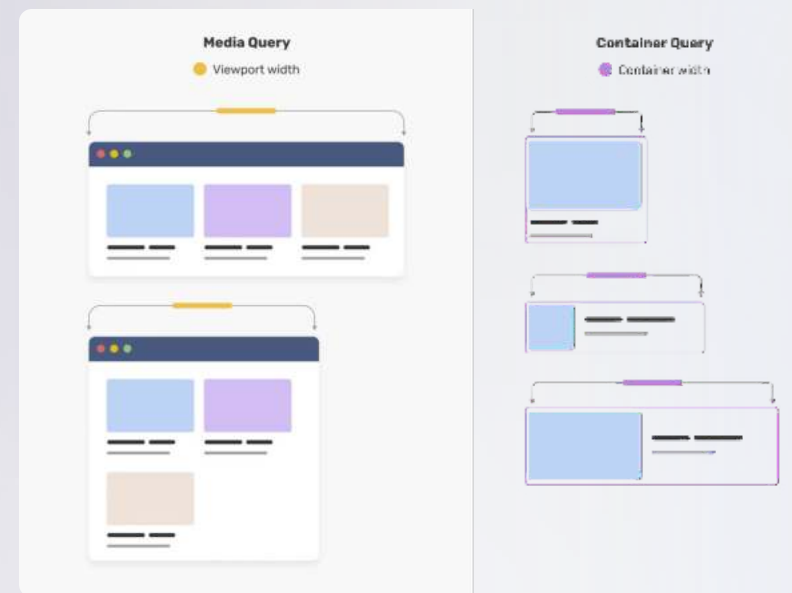 Media Query
Viewport width
Container Query
Container width